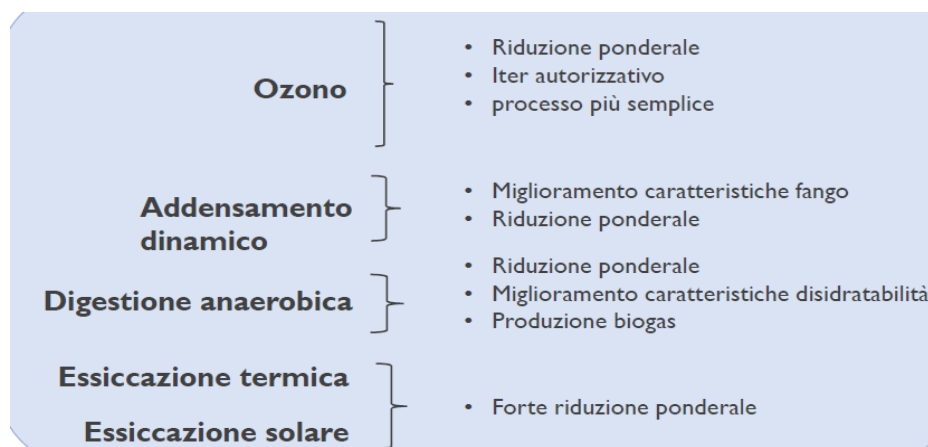 Ozono
• Riduzione ponderale
• Iter autorizzativo
• processo più semplice
Addensamento
dinamico
• Miglioramento caratteristiche fango
• Riduzione ponderale
Digestione anaerobica
• Riduzione ponderale
• Miglioramento caratteristiche disidratabilità
• Produzione biogas
Essiccazione termica
Essiccazione solare
• Forte riduzione ponderale